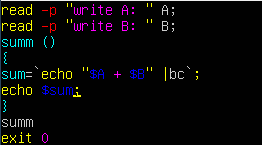 read -p "write A: " A;
read -p "write B: " B;
summ ()
{
sum=`echo "$A + $B" |bc`;
echo $sum;
}
summ
exit 0